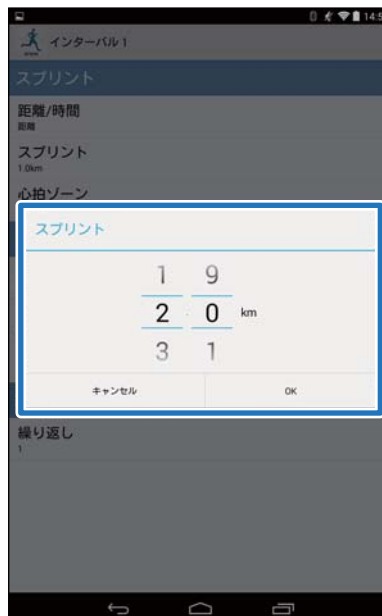 14:5
インターバル 1
スプリント
距離/時間
距離
スプリント
1.0km
心拍ゾーン
スプリント
1 9
2 . 0 km
3 1
キャンセル OK
繰り返し
1